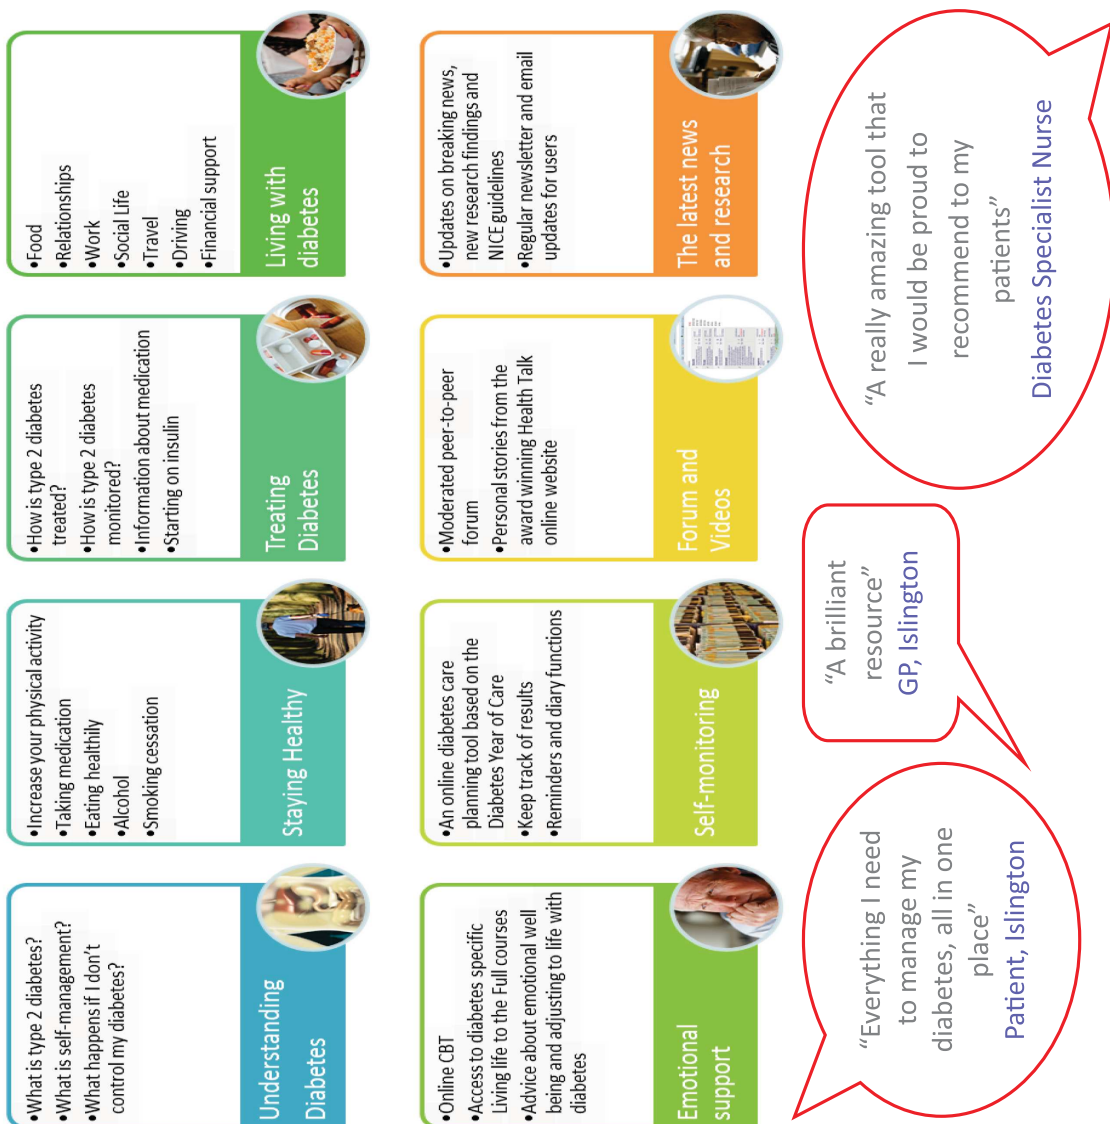 •What is type 2 diabetes?
•What is self-management?
•What happens if I don't
control my diabetes?
Understanding
Diabetes
•Increase your physical activity
•Taking medication
•Eating healthily
•Alcohol
•Smoking cessation
Staying Healthy
•How is type 2 diabetes
treated?
•How is type 2 diabetes
monitored?
•Information about medication
•Starting on insulin
Treating
Diabetes
•Food
•Relationships
•Work
•Social Life
•Travel
•Driving
•Financial support
Living with
diabetes
•Online CBT
•Access to diabetes specific
Living life to the Full courses
•Advice about emotional well
being and adjusting to life with
diabetes
Emotional
support
•An online diabetes care
planning tool based on the
Diabetes Year of Care
•Keep track of results
•Reminders and diary functions
Self-monitoring
•Moderated peer-to-peer
forum
•Personal stories from the
award winning Health Talk
online website
Forum and
Videos
•Updates on breaking news,
new research findings and
NICE guidelines
•Regular newsletter and email
updates for users
The latest news
and research
“Everything I need
to manage my
diabetes, all in one
place”
Patient, Islington
“A brilliant
resource”
GP, Islington
“A really amazing tool that
I would be proud to
recommend to my
patients”
Diabetes Specialist Nurse